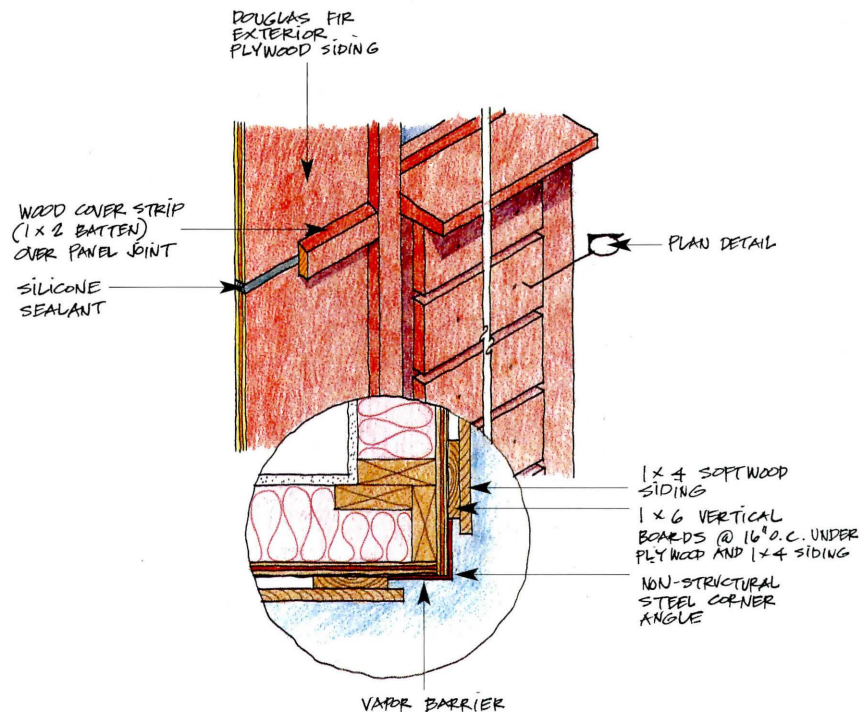 DOUGLAS FIR
EXTERIOR
PLYWOOD SIDING
WOOD COVER STRIP
(1 x 2 BATTEN)
OVER PANEL JOINT
SILICONE
SEALANT
PLAN DETAIL
1 x 4 SOFTWOOD
SIDING
1 x 6 VERTICAL
BOARDS @ 16" O.C. UNDER
PLYWOOD AND 1x4 SIDING
NON-STRUCTURAL
STEEL CORNER
ANGLE
VAPOR BARRIER